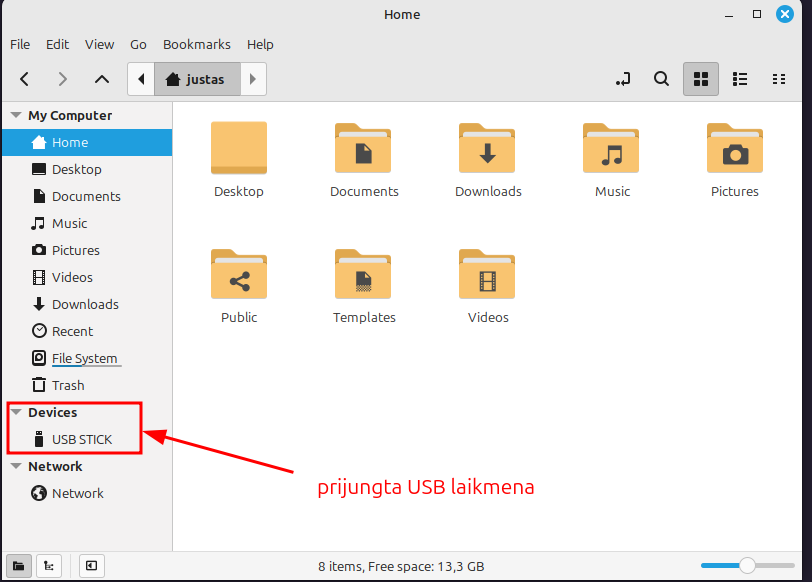 Home
File Edit View Go Bookmarks Help
justas
My Computer
Home
Desktop
Documents
Music
Pictures
Videos
Downloads
Recent
File System
Trash
Devices
USB STICK
Network
Network
Desktop Documents Downloads Music Pictures
Public Templates Videos
prijungta USB laikmena
8 items, Free space: 13,3 GB